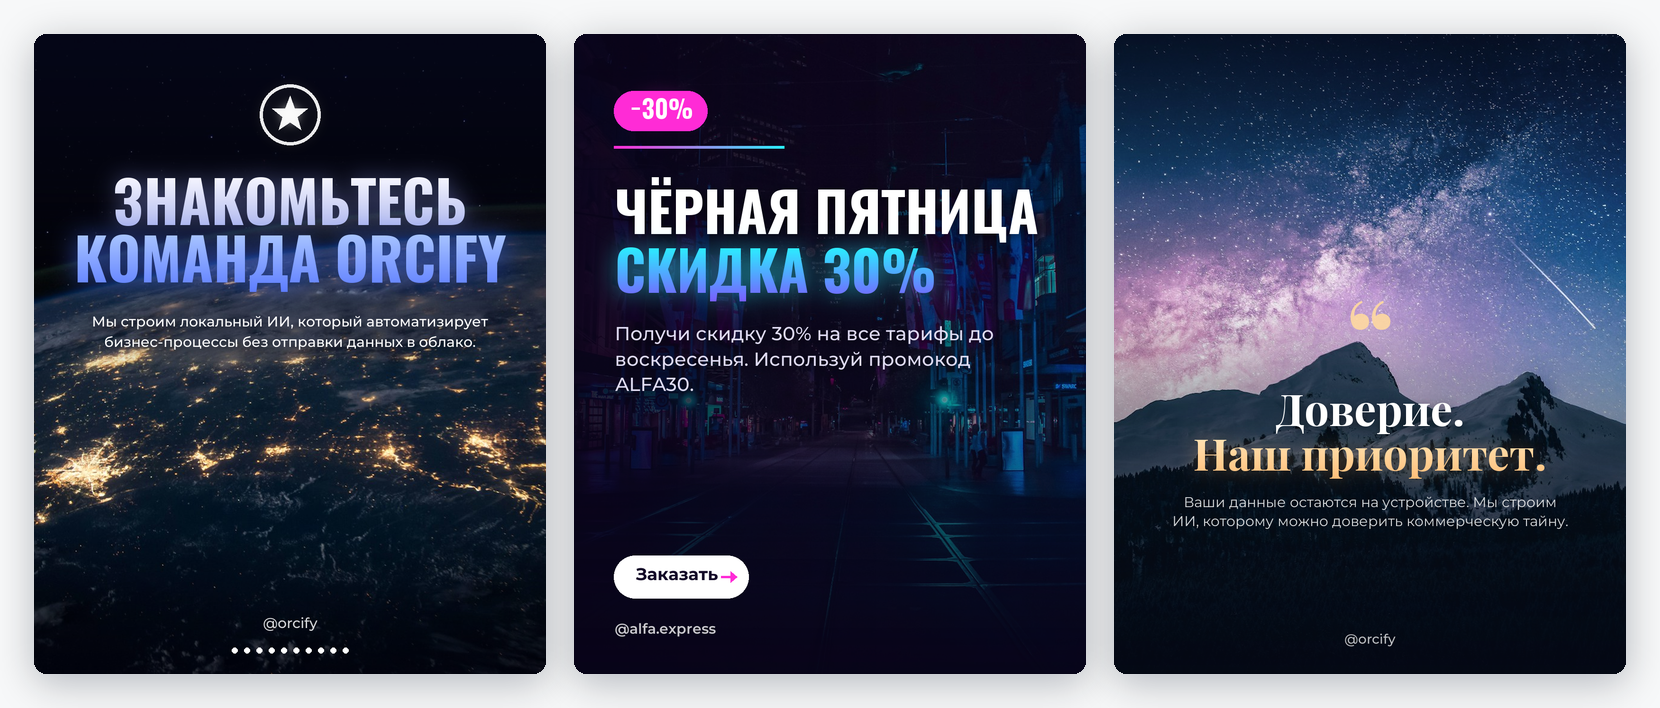 ЗНАКОМЬТЕСЬ
КОМАНДА ORCIFY
Мы строим локальный ИИ, который автоматизирует
бизнес-процессы без отправки данных в облако.
@orcify
-30%
ЧЁРНАЯ ПЯТНИЦА
СКИДКА 30%
Получи скидку 30% на все тарифы до
воскресенья. Используй промокод
ALFA30.
Заказать
@alfa.express
Доверие.
Наш приоритет.
Ваши данные остаются на устройстве. Мы строим
ИИ, которому можно доверить коммерческую тайну.
@orcify